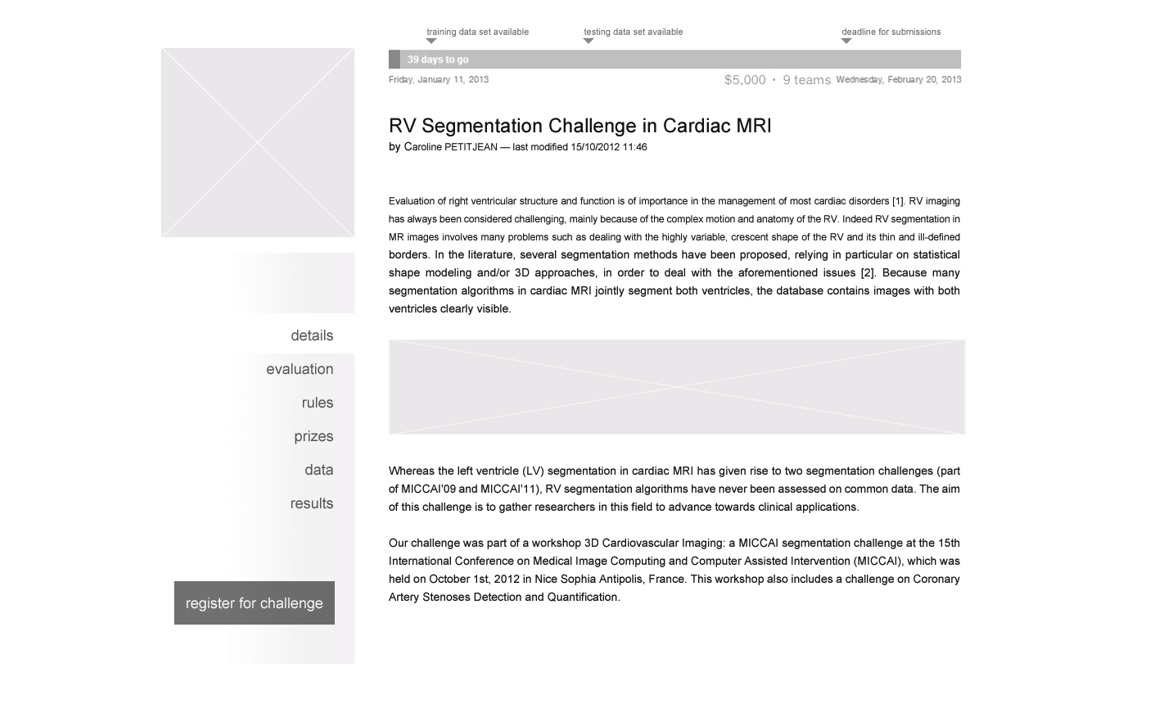 training data set available
testing data set available
deadline for submissions
39 days to go
Friday, January 11, 2013
$5,000 · 9 teams
Wednesday, February 20, 2013
RV Segmentation Challenge in Cardiac MRI
by Caroline PETITJEAN — last modified 15/10/2012 11:46
Evaluation of right ventricular structure and function is of importance in the management of most cardiac disorders [1]. RV imaging
has always been considered challenging, mainly because of the complex motion and anatomy of the RV. Indeed RV segmentation in
MR images involves many problems such as dealing with the highly variable, crescent shape of the RV and its thin and ill-defined
borders. In the literature, several segmentation methods have been proposed, relying in particular on statistical
shape modeling and/or 3D approaches, in order to deal with the aforementioned issues [2]. Because many
segmentation algorithms in cardiac MRI jointly segment both ventricles, the database contains images with both
ventricles clearly visible.
details
evaluation
rules
prizes
data
results
register for challenge
Whereas the left ventricle (LV) segmentation in cardiac MRI has given rise to two segmentation challenges (part
of MICCAI'09 and MICCAI'11), RV segmentation algorithms have never been assessed on common data. The aim
of this challenge is to gather researchers in this field to advance towards clinical applications.
Our challenge was part of a workshop 3D Cardiovascular Imaging: a MICCAI segmentation challenge at the 15th
International Conference on Medical Image Computing and Computer Assisted Intervention (MICCAI), which was
held on October 1st, 2012 in Nice Sophia Antipolis, France. This workshop also includes a challenge on Coronary
Artery Stenoses Detection and Quantification.